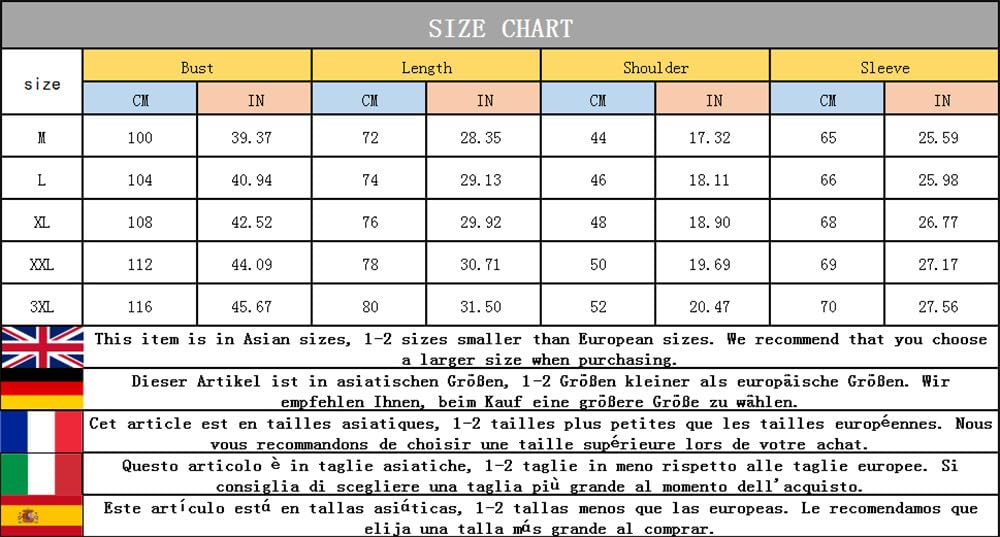 SIZE CHART
size Bust Length Shoulder Sleeve
CM IN CM IN CM IN CM IN
M 100 39.37 72 28.35 44 17.32 65 25.59
L 104 40.94 74 29.13 46 18.11 66 25.98
XL 108 42.52 76 29.92 48 18.90 68 26.77
XXL 112 44.09 78 30.71 50 19.69 69 27.17
3XL 116 45.67 80 31.50 52 20.47 70 27.56
This item is in Asian sizes, 1-2 sizes smaller than European sizes. We recommend that you choose
a larger size when purchasing.
Dieser Artikel ist in asiatischen Größen, 1-2 Größen kleiner als europäische Größen. Wir
empfehlen Ihnen, beim Kauf eine größere Größe zu wählen.
Cet article est en tailles asiatiques, 1-2 tailles plus petites que les tailles européennes. Nous
vous recommandons de choisir une taille supérieure lors de votre achat.
Questo articolo è in taglie asiatiche, 1-2 taglie in meno rispetto alle taglie europee. Si
consiglia di scegliere una taglia più grande al momento dell'acquisto.
Este artículo está en tallas asiáticas, 1-2 tallas menos que las europeas. Le recomendamos que
elija una talla más grande al comprar.